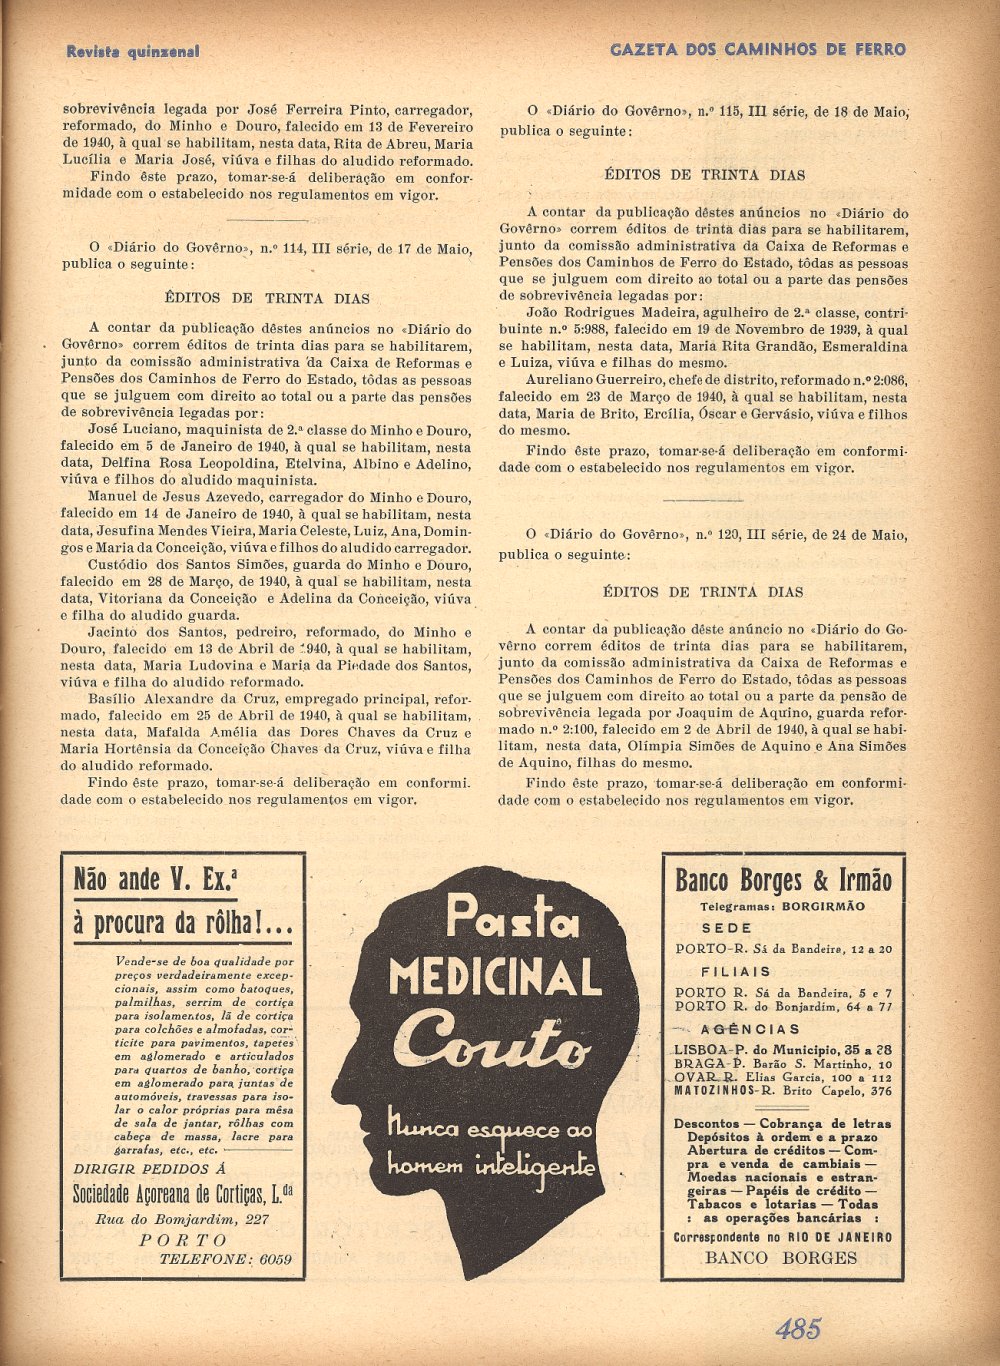 Revista quinzenal
GAZETA DOS CAMINHOS DE FERRO
sobrevivência legada por José Ferreira Pinto, carregador,
reformado, do Minho e Douro, falecido em 13 de Fevereiro
de 1940, à qual se habilitam, nesta data, Rita de Abreu, Maria
Lucília e Maria José, viúva e filhas do aludido reformado.
Findo êste prazo, tomar-se-á deliberação em confor-
midade com o estabelecido nos regulamentos em vigor.
O «Diário do Govêrno», n.º 114, III série, de 17 de Maio,
publica o seguinte:
ÉDITOS DE TRINTA DIAS
A contar da publicação dêstes anúncios no «Diário do
Govêrno» correm éditos de trinta dias para se habilitarem,
junto da comissão administrativa da Caixa de Reformas e
Pensões dos Caminhos de Ferro do Estado, tôdas as pessoas
que se julguem com direito ao total ou a parte das pensões
de sobrevivência legadas por:
José Luciano, maquinista de 2.ª classe do Minho e Douro,
falecido em 5 de Janeiro de 1940, à qual se habilitam, nesta
data, Delfina Rosa Leopoldina, Etelvina, Albino e Adelino,
viúva e filhos do aludido maquinista.
Manuel de Jesus Azevedo, carregador do Minho e Douro,
falecido em 14 de Janeiro de 1940, à qual se habilitam, nesta
data, Jesufina Mendes Vieira, Maria Celeste, Luiz, Ana, Domin-
gos e Maria da Conceição, viúva e filhos do aludido carregador.
Custódio dos Santos Simões, guarda do Minho e Douro,
falecido em 28 de Março, de 1940, à qual se habilitam, nesta
data, Vitoriana da Conceição e Adelina da Conceição, viúva
e filha do aludido guarda.
Jacinto dos Santos, pedreiro, reformado, do Minho e
Douro, falecido em 13 de Abril de 1940, à qual se habilitam,
nesta data, Maria Ludovina e Maria da Piedade dos Santos,
viúva e filha do aludido reformado.
Basílio Alexandre da Cruz, empregado principal, refor-
mado, falecido em 25 de Abril de 1940, à qual se habilitam,
nesta data, Mafalda Amélia das Dores Chaves da Cruz e
Maria Hortênsia da Conceição Chaves da Cruz, viúva e filha
do aludido reformado.
Findo êste prazo, tomar-se-á deliberação em conformi.
dade com o estabelecido nos regulamentos em vigor.
O «Diário do Govêrno», n.º 115, III série, de 18 de Maio,
publica o seguinte:
ÉDITOS DE TRINTA DIAS
A contar da publicação dêstes anúncios no «Diário do
Govêrno» correm éditos de trinta dias para se habilitarem,
junto da comissão administrativa da Caixa de Reformas e
Pensões dos Caminhos de Ferro do Estado, tôdas as pessoas
que se julguem com direito ao total ou a parte das pensões
de sobrevivência legadas por:
João Rodrigues Madeira, agulheiro de 2.ª classe, contri-
buinte n.º 5:988, falecido em 19 de Novembro de 1939, à qual
se habilitam, nesta data, Maria Rita Grandão, Esmeraldina
e Luiza, viúva e filhas do mesmo.
Aureliano Guerreiro, chefe de distrito, reformado n.º 2:086,
falecido em 23 de Março de 1940, à qual se habilitam, nesta
data, Maria de Brito, Ercília, Óscar e Gervásio, viúva e filhos
do mesmo.
Findo êste prazo, tomar-se-á deliberação em conformi-
dade com o estabelecido nos regulamentos em vigor.
O «Diário do Govêrno», n.º 120, III série, de 24 de Maio,
publica o seguinte:
ÉDITOS DE TRINTA DIAS
A contar da publicação dêste anúncio no «Diário do Go-
vêrno correm éditos de trinta dias para se habilitarem,
junto da comissão administrativa da Caixa de Reformas e
Pensões dos Caminhos de Ferro do Estado, tôdas as pessoas
que se julguem com direito ao total ou a parte da pensão de
sobrevivência legada por Joaquim de Aquino, guarda refor-
mado n.º 2:100, falecido em 2 de Abril de 1940, à qual se habi-
litam, nesta data, Olímpia Simões de Aquino e Ana Simões
de Aquino, filhas do mesmo.
Findo êste prazo, tomar-se-á deliberação em conformi-
dade com o estabelecido nos regulamentos em vigor.
Não ande V. Ex.ª
à procura da rôlha!...
Vende-se de boa qualidade por
preços verdadeiramente excep-
cionais, assim como batoques,
palmilhas, serrim de cortiça
para isolamentos, lã de cortiça
para colchões e almofadas, cor-
ticite para pavimentos, tapetes
em aglomerado e articulados
para quartos de banho, cortiça
em aglomerado para juntas de
automóveis, travessas para iso-
lar o calor próprias para mêsa
de sala de jantar, rôlhas com
cabeça de massa, lacre para
garrafas, etc., etc.
DIRIGIR PEDIDOS Á
Sociedade Açoreana de Cortiças, L.da
Rua do Bomjardim, 227
PORTO
TELEFONE: 6059
Pasta
MEDICINAL
Couto
Nunca esquece ao
homem inteligente
Banco Borges & Irmão
Telegramas: BORGIRMÃO
SEDE
PORTO-R. Sá da Bandeira, 12 a 20
FILIAIS
PORTO R. Sá da Bandeira, 5 e 7
PORTO R. do Bonjardim, 64 a 77
AGÊNCIAS
LISBOA-P. do Municipio, 35 a 38
BRAGA-P. Barão S. Martinho, 10
OVAR-R. Elias Garcia, 100 a 112
MATOZINHOS-R. Brito Capelo, 376
Descontos — Cobrança de letras
Depósitos à ordem e a prazo
Abertura de créditos — Com-
pra e venda de cambiais —
Moedas nacionais e estran-
geiras — Papéis de crédito —
Tabacos e lotarias — Todas
: as operações bancárias :
Correspondente no RIO DE JANEIRO
BANCO BORGES
485